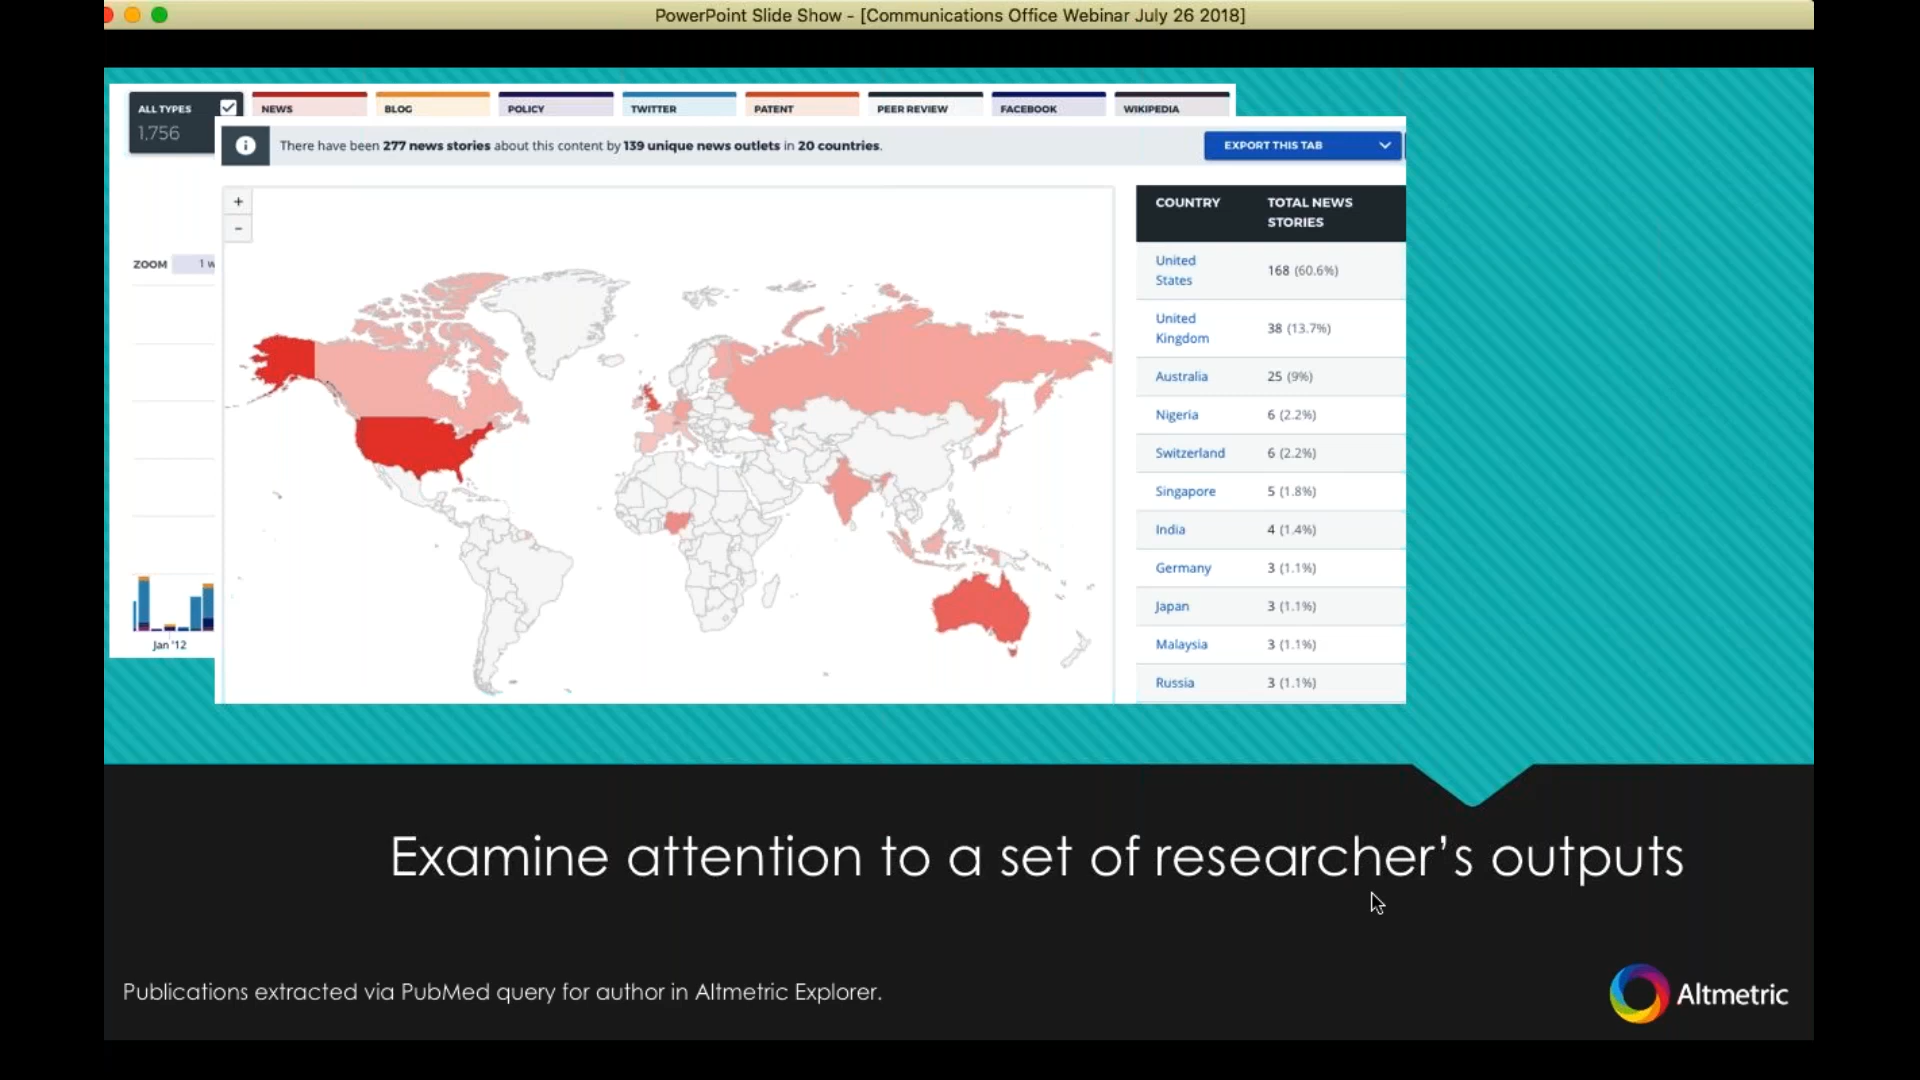 PowerPoint Slide Show - [Communications Office Webinar July 26 2018]
ALL TYPES
1,756
NEWS
BLOG
POLICY
TWITTER
PATENT
PEER REVIEW
FACEBOOK
WIKIPEDIA
There have been 277 news stories about this content by 139 unique news outlets in 20 countries.
EXPORT THIS TAB
+
−
ZOOM
1 w
Jan '12
COUNTRY
TOTAL NEWS
STORIES
United
States
168 (60.6%)
United
Kingdom
38 (13.7%)
Australia
25 (9%)
Nigeria
6 (2.2%)
Switzerland
6 (2.2%)
Singapore
5 (1.8%)
India
4 (1.4%)
Germany
3 (1.1%)
Japan
3 (1.1%)
Malaysia
3 (1.1%)
Russia
3 (1.1%)
Examine attention to a set of researcher’s outputs
Publications extracted via PubMed query for author in Altmetric Explorer.
Altmetric